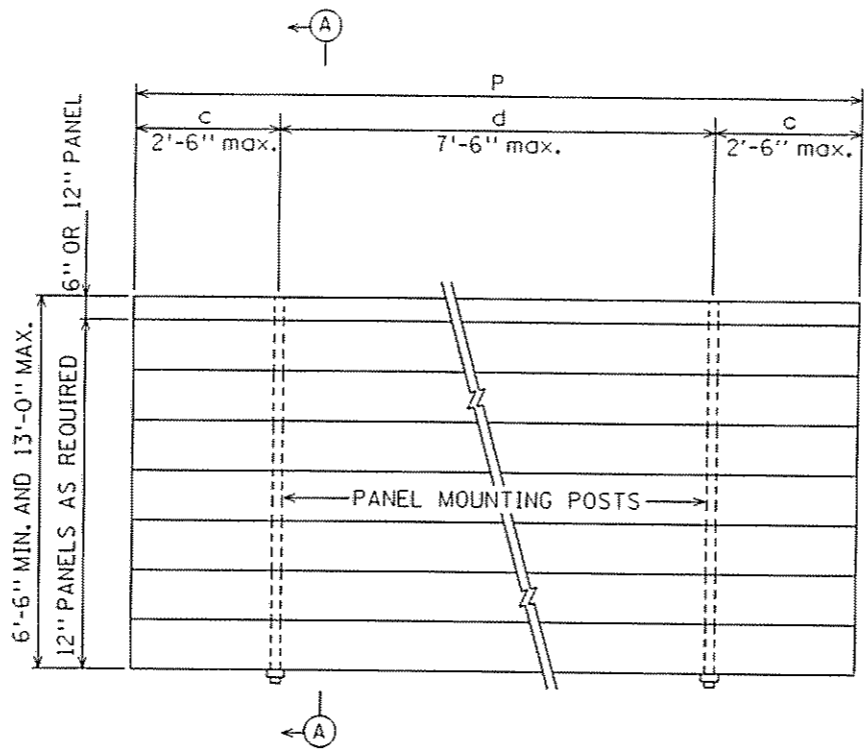 A
P
c
d
c
2'-6" max.
7'-6" max.
2'-6" max.
6" OR 12" PANEL
6'-6" MIN. AND 13'-0" MAX.
12" PANELS AS REQUIRED
PANEL MOUNTING POSTS
A